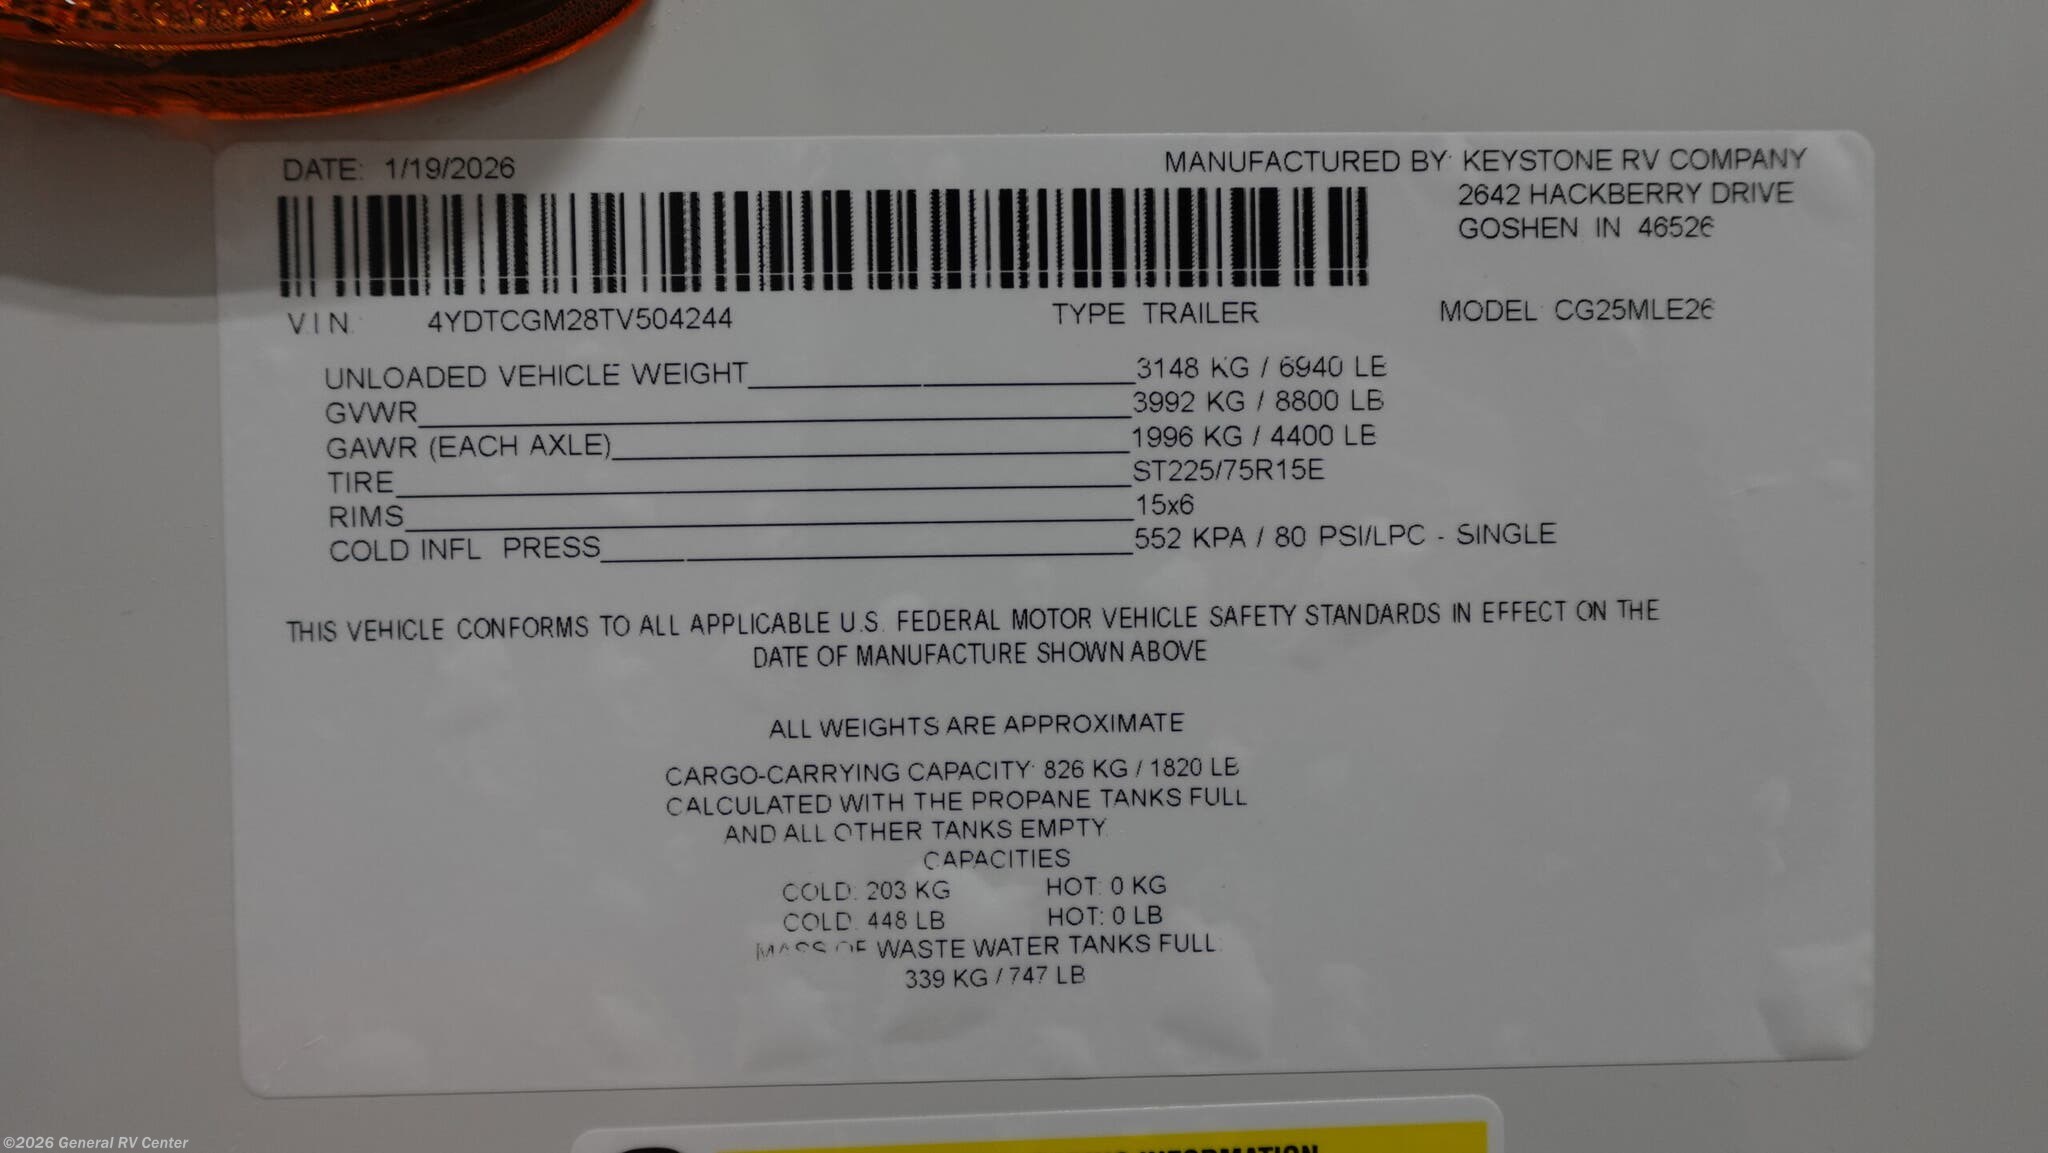 DATE: 1/19/2026
MANUFACTURED BY: KEYSTONE RV COMPANY
2642 HACKBERRY DRIVE
GOSHEN IN 46526
V I N: 4YDTCGM28TV504244
TYPE TRAILER
MODEL CG25MLE26
UNLOADED VEHICLE WEIGHT 3148 KG / 6940 LB
GVWR 3992 KG / 8800 LB
GAWR (EACH AXLE) 1996 KG / 4400 LB
TIRE ST225/75R15E
RIMS 15x6
COLD INFL PRESS 552 KPA / 80 PSI/LPC - SINGLE
THIS VEHICLE CONFORMS TO ALL APPLICABLE U.S. FEDERAL MOTOR VEHICLE SAFETY STANDARDS IN EFFECT ON THE
DATE OF MANUFACTURE SHOWN ABOVE
ALL WEIGHTS ARE APPROXIMATE
CARGO-CARRYING CAPACITY: 826 KG / 1820 LB
CALCULATED WITH THE PROPANE TANKS FULL
AND ALL OTHER TANKS EMPTY.
CAPACITIES
COLD: 203 KG HOT: 0 KG
COLD: 448 LB HOT: 0 LB
MASS OF WASTE WATER TANKS FULL:
339 KG / 747 LB
INFORMATION
©2026 General RV Center